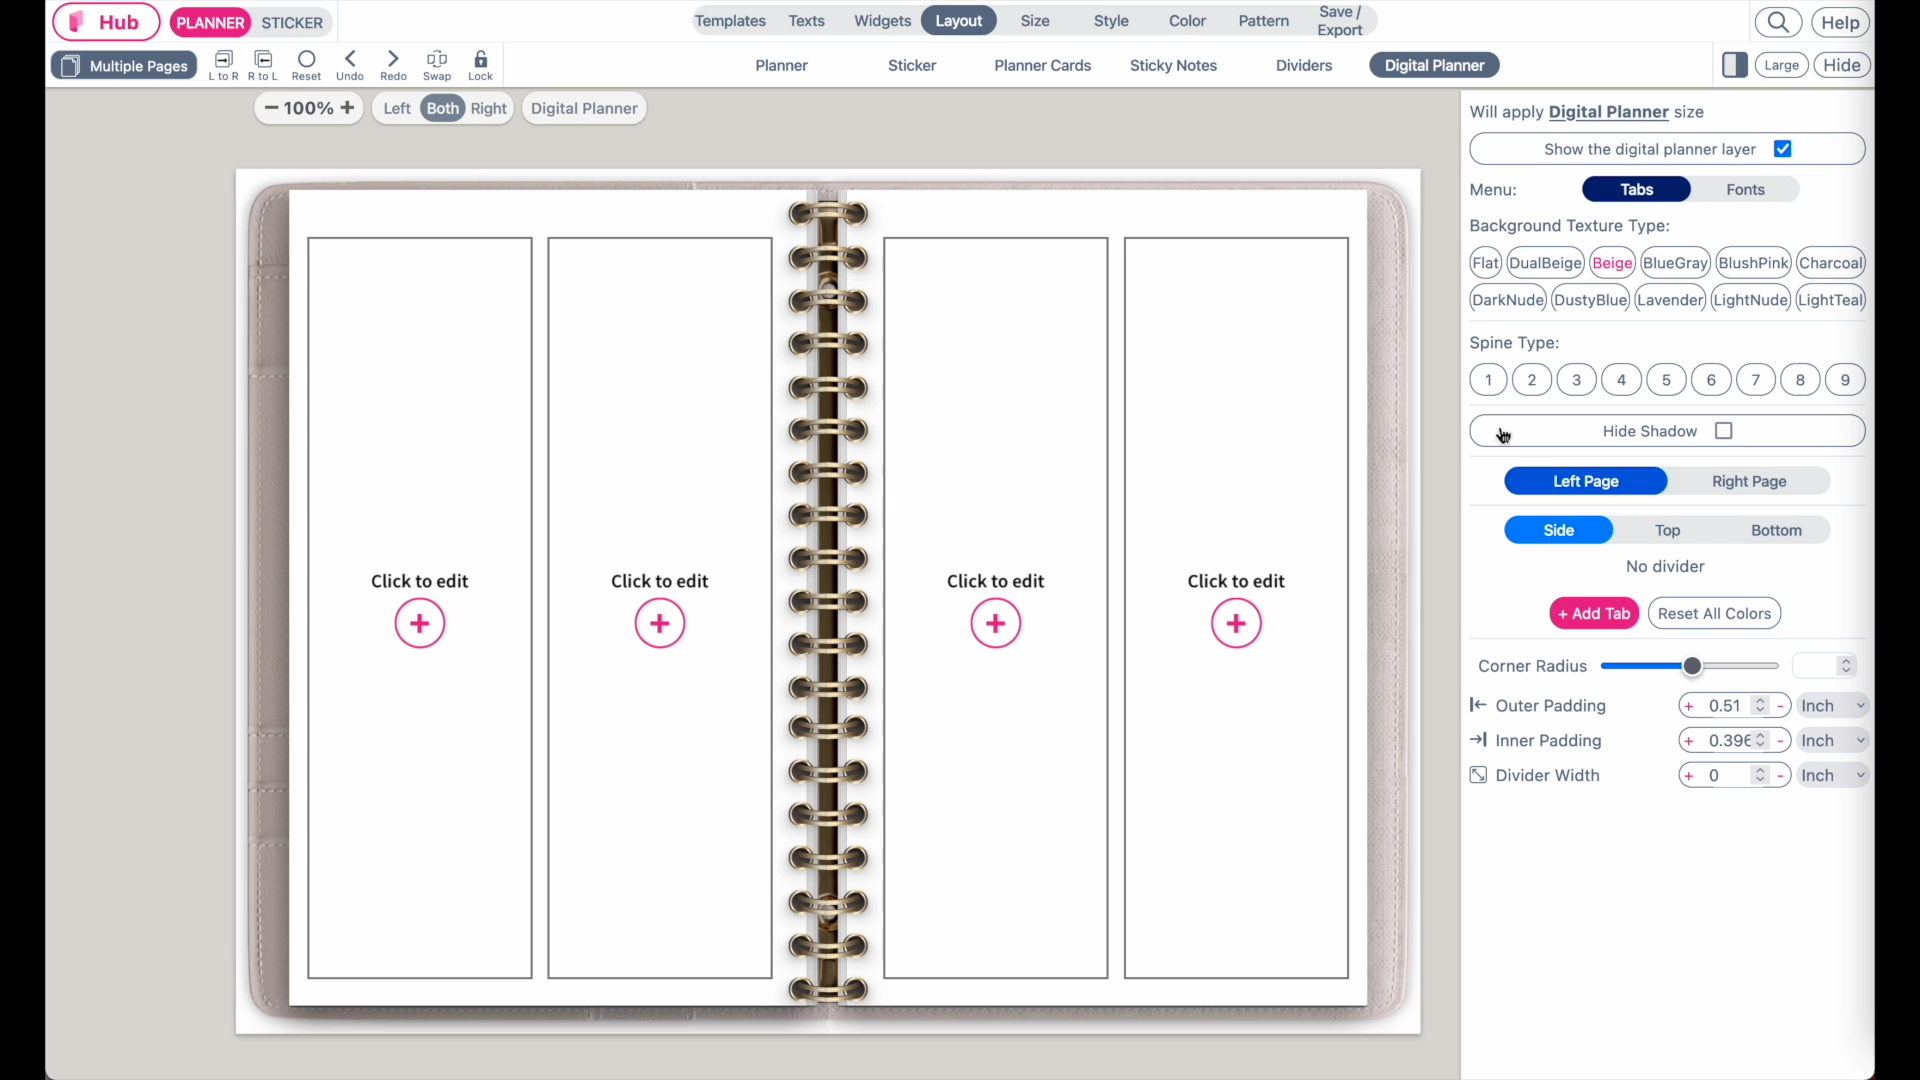 Hub PLANNER STICKER Templates Texts Widgets Layout Size Style Color Pattern Save / Export Help
Multiple Pages L to R R to L Reset Undo Redo Swap Lock Planner Sticker Planner Cards Sticky Notes Dividers Digital Planner Large Hide
100% Left Both Right Digital Planner
Will apply Digital Planner size
Show the digital planner layer
Menu: Tabs Fonts
Background Texture Type:
Flat DualBeige Beige BlueGray BlushPink Charcoal
DarkNude DustyBlue Lavender LightNude LightTeal
Spine Type:
1 2 3 4 5 6 7 8 9
Hide Shadow
Left Page Right Page
Side Top Bottom
No divider
Click to edit Click to edit Click to edit Click to edit
+ Add Tab Reset All Colors
Corner Radius
Outer Padding + 0.51 - Inch
Inner Padding + 0.396 - Inch
Divider Width + 0 - Inch